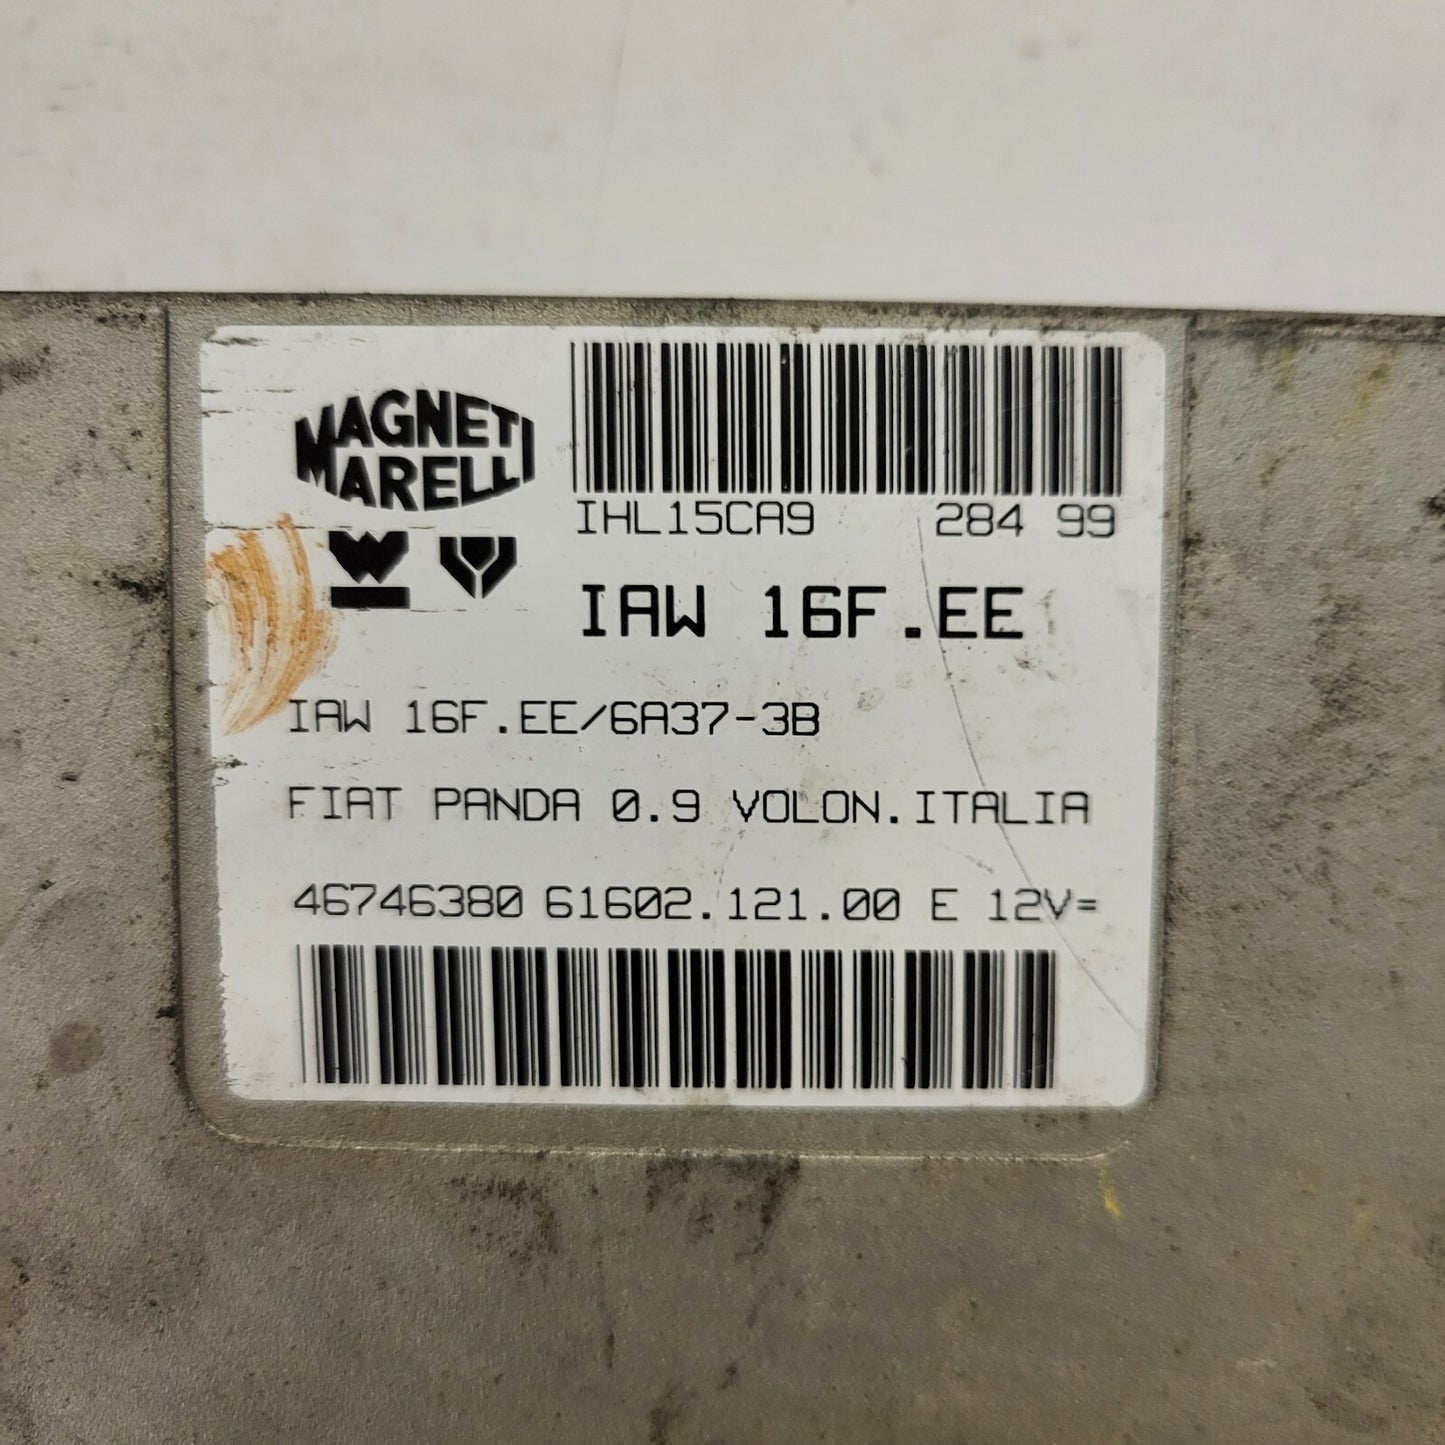 MAGNETI
MARELLI
IHL15CA9 284 99
IAW 16F.EE
IAW 16F.EE/6A37-3B
FIAT PANDA 0.9 VOLON.ITALIA
46746380 61602.121.00 E 12V=